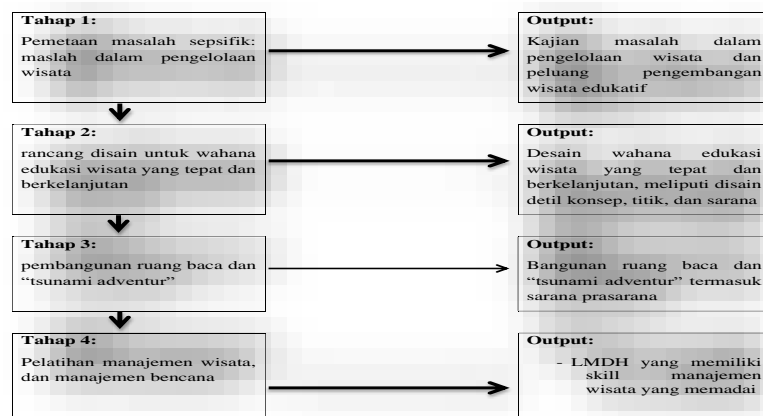 Tahap 1:
Pemetaan masalah sepsifik:
maslah dalam pengelolaan
wisata
Output:
Kajian masalah dalam
pengelolaan wisata dan
peluang pengembangan
wisata edukatif
Tahap 2:
rancang disain untuk wahana
edukasi wisata yang tepat dan
berkelanjutan
Output:
Desain wahana edukasi
wisata yang tepat dan
berkelanjutan, meliputi disain
detil konsep, titik, dan sarana
Tahap 3:
pembangunan ruang baca dan
“tsunami adventur”
Output:
Bangunan ruang baca dan
“tsunami adventur” termasuk
sarana prasarana
Tahap 4:
Pelatihan manajemen wisata,
dan manajemen bencana
Output:
- LMDH yang memiliki
skill manajemen
wisata yang memadai